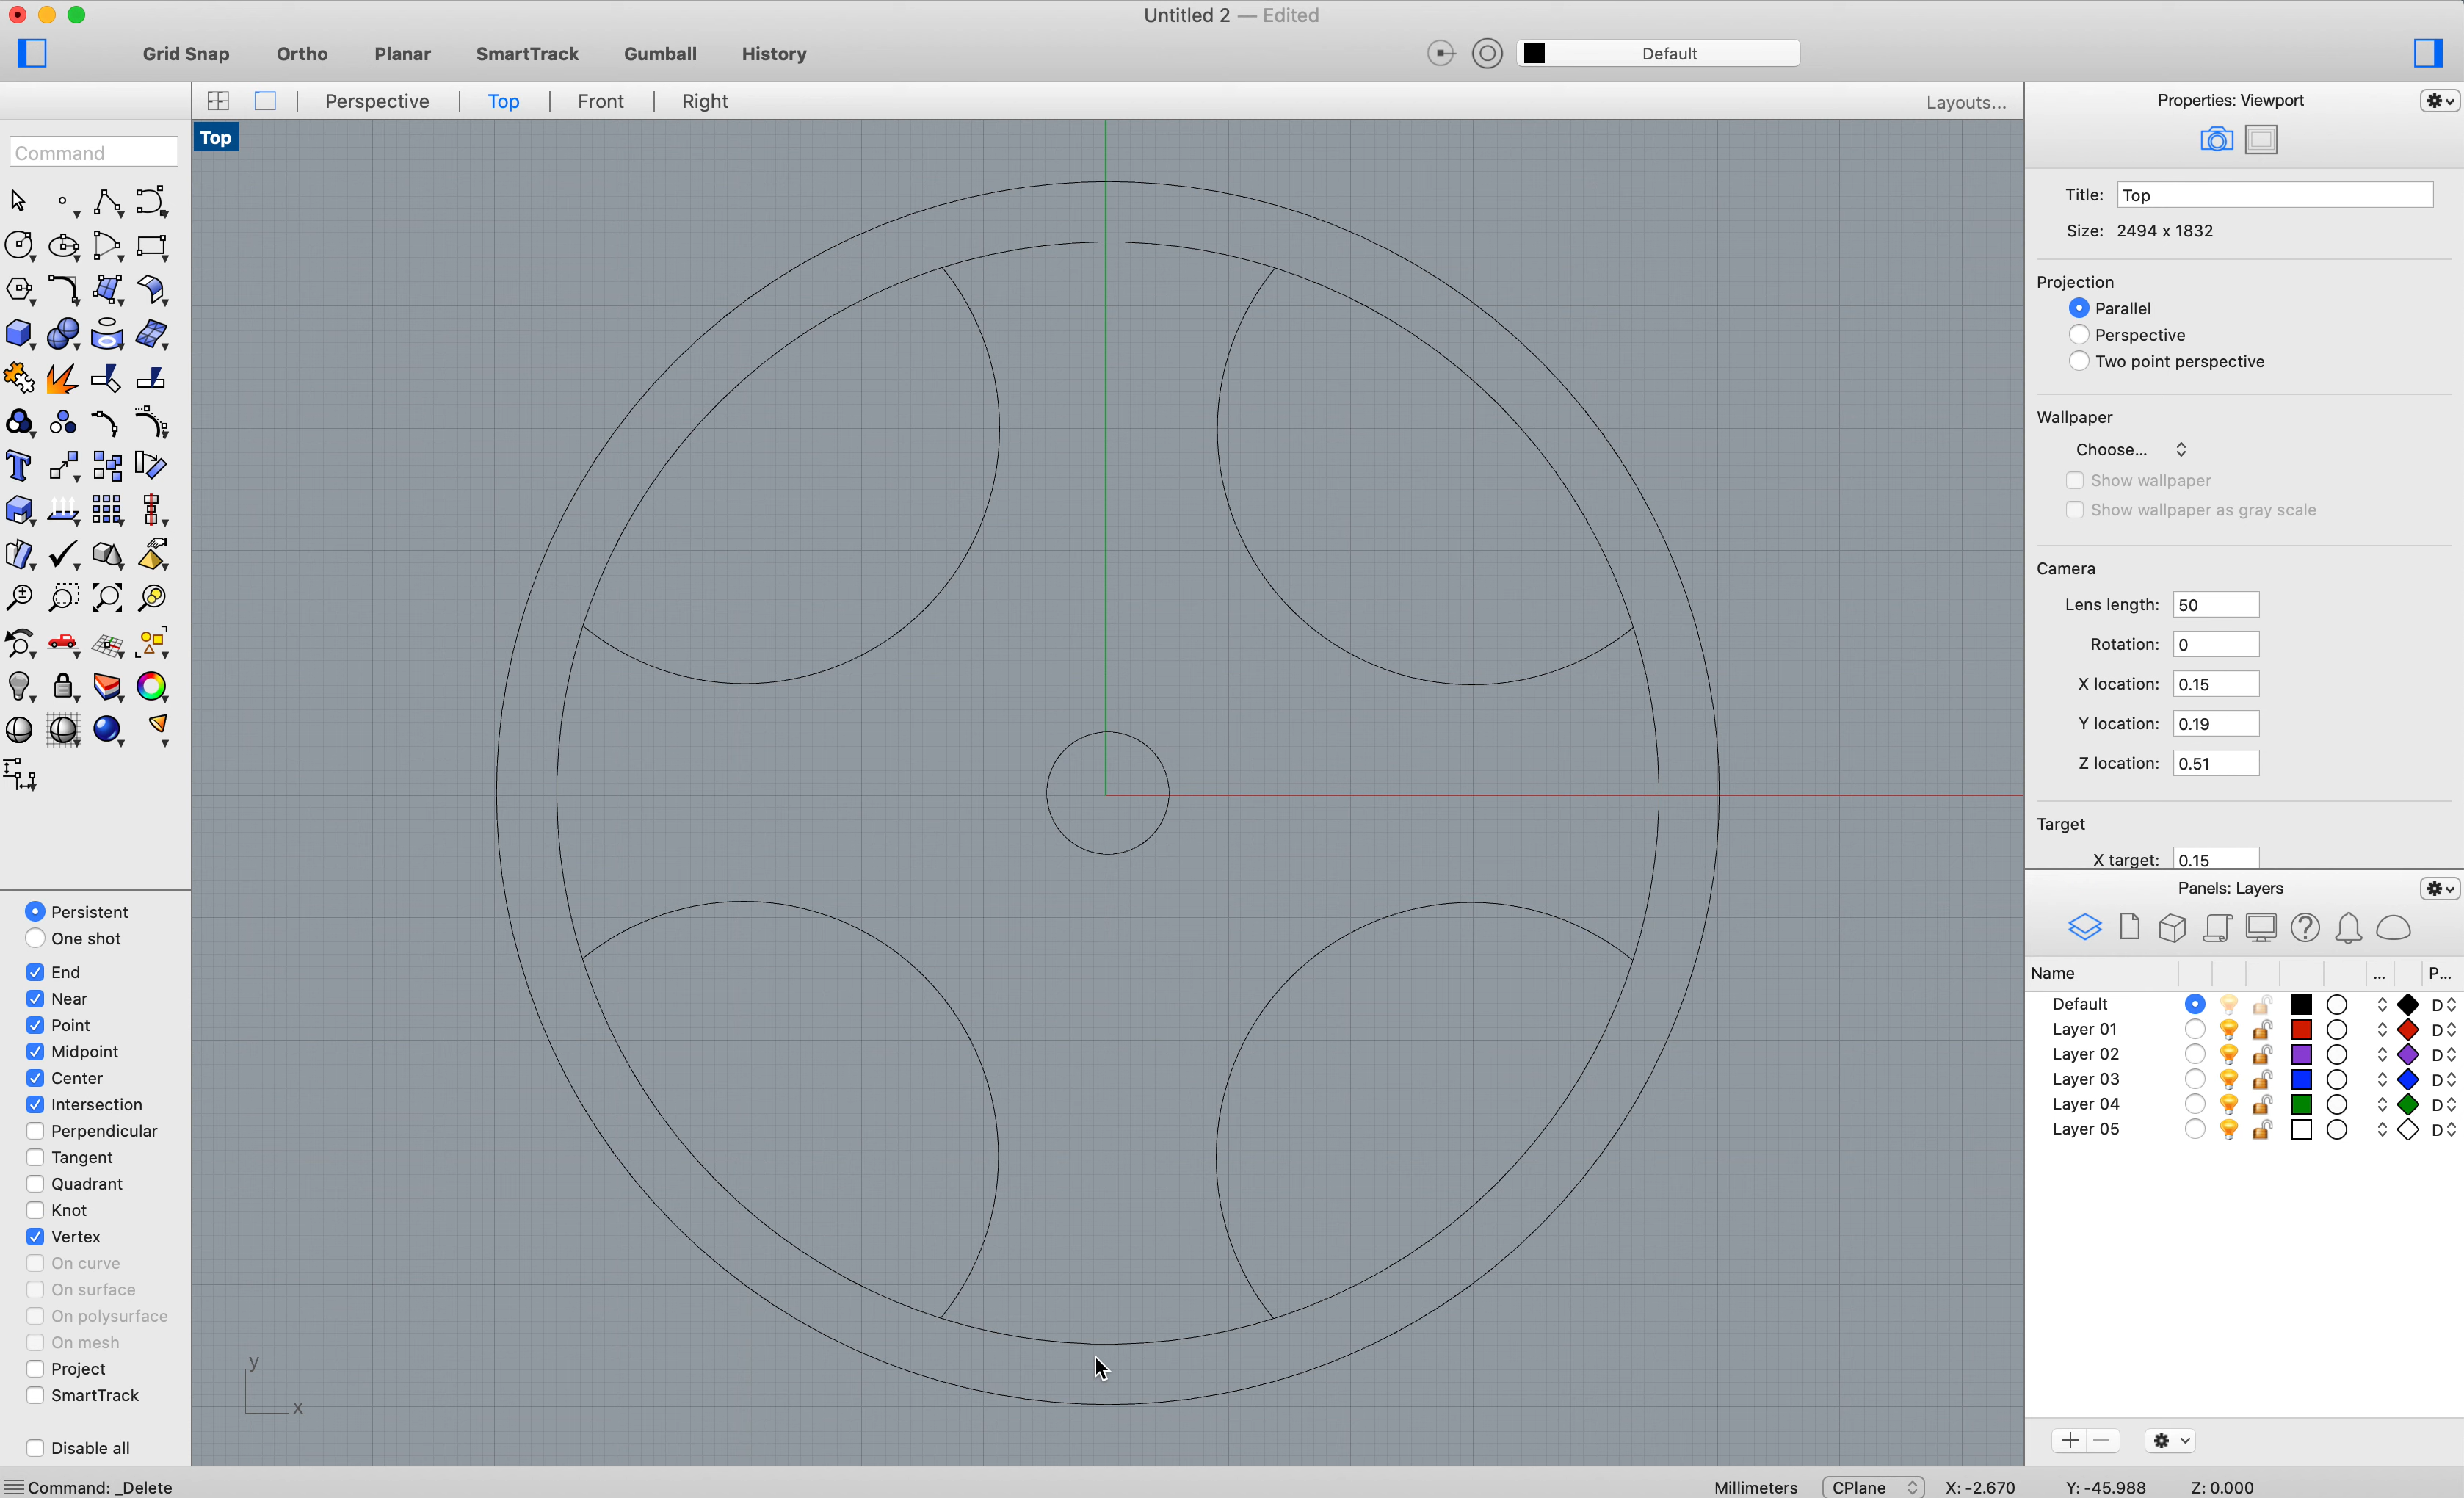 Untitled 2 — Edited
Grid Snap Ortho Planar SmartTrack Gumball History Default
Perspective Top Front Right Layouts...
Top
Command
Properties: Viewport
Title: Top
Size: 2494 x 1832
Projection
Parallel
Perspective
Two point perspective
Wallpaper
Choose...
Show wallpaper
Show wallpaper as gray scale
Camera
Lens length: 50
Rotation: 0
X location: 0.15
Y location: 0.19
Z location: 0.51
Target
X target: 0.15
Persistent
One shot
End
Near
Point
Midpoint
Center
Intersection
Perpendicular
Tangent
Quadrant
Knot
Vertex
On curve
On surface
On polysurface
On mesh
Project
SmartTrack
Disable all
y
x
Panels: Layers
Name ... P...
Default D
Layer 01 D
Layer 02 D
Layer 03 D
Layer 04 D
Layer 05 D
Command: _Delete
Millimeters CPlane X: -2.670 Y: -45.988 Z: 0.000